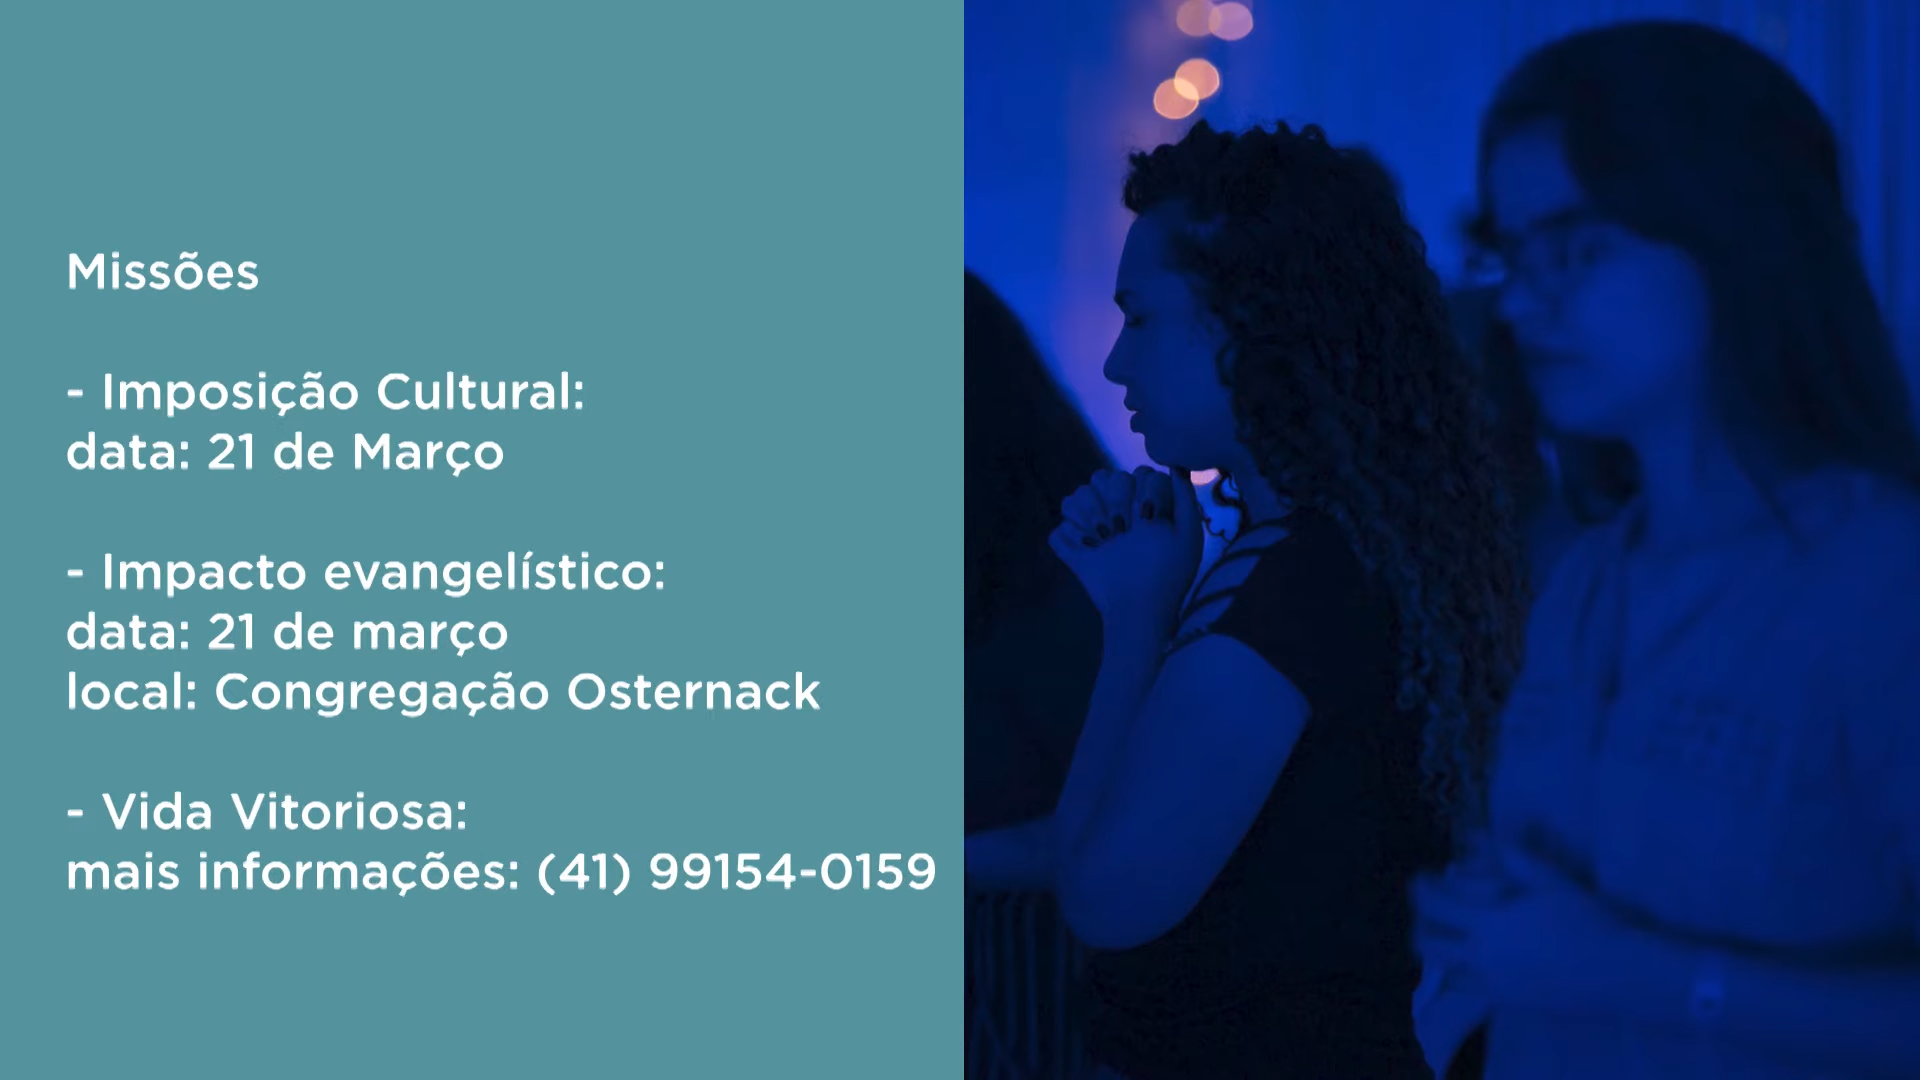 Missões
- Imposição Cultural:
data: 21 de Março
- Impacto evangelístico:
data: 21 de março
local: Congregação Osternack
- Vida Vitoriosa:
mais informações: (41) 99154-0159